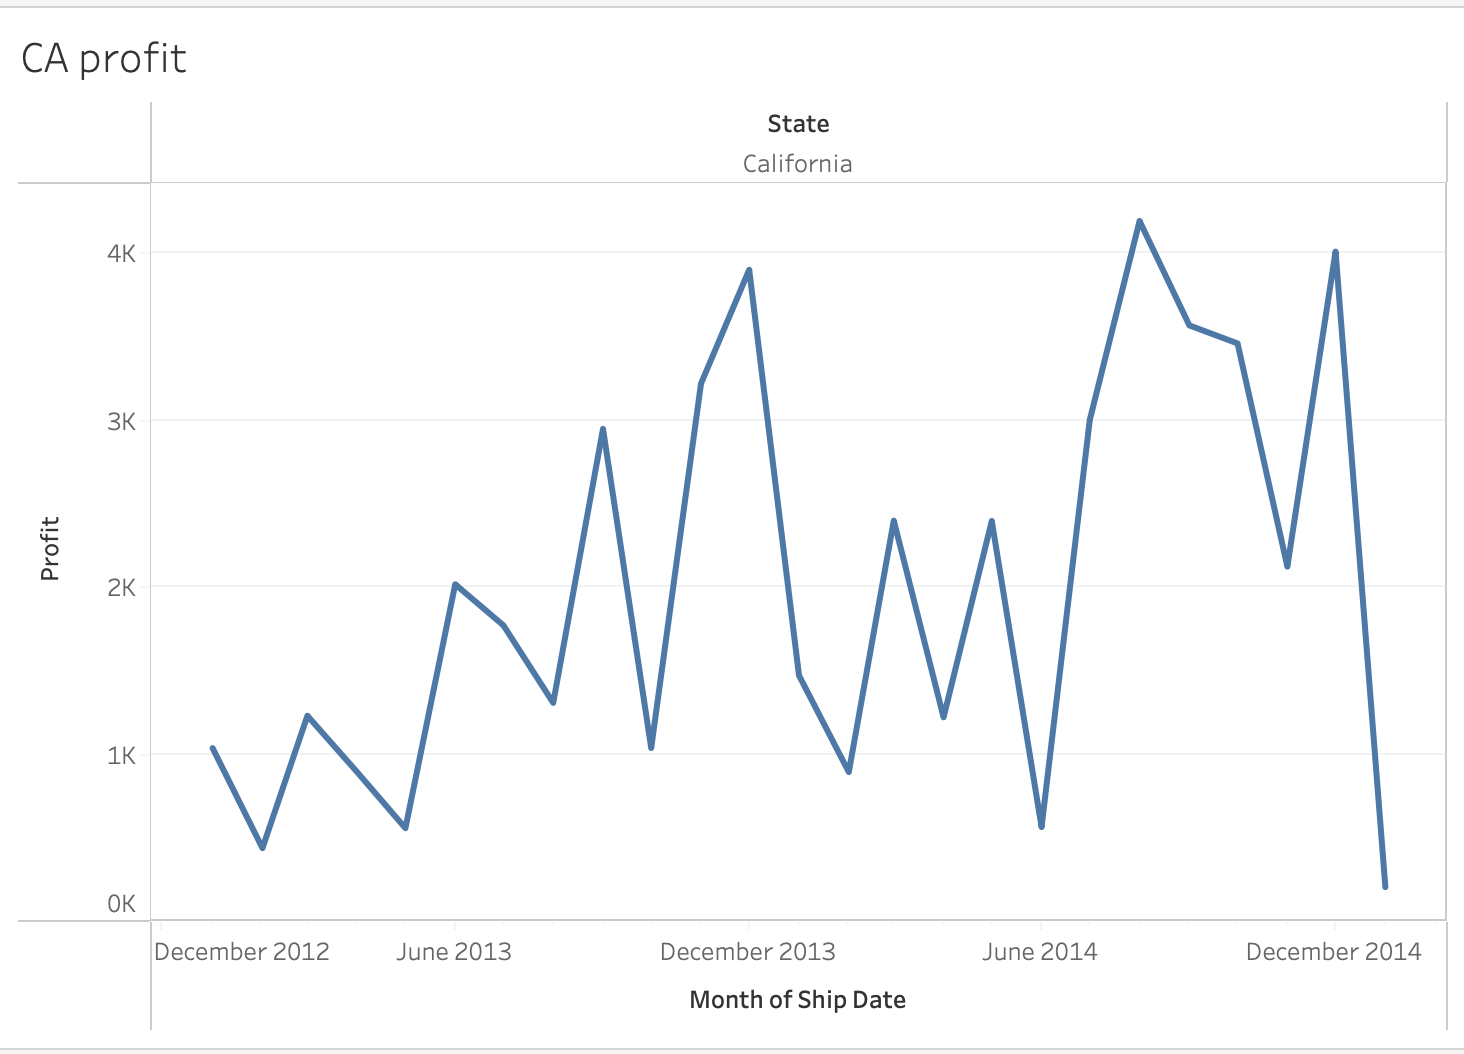 CA profit
State
California
4K
3K
2K
1K
0K
Profit
December 2012 June 2013 December 2013 June 2014 December 2014
Month of Ship Date